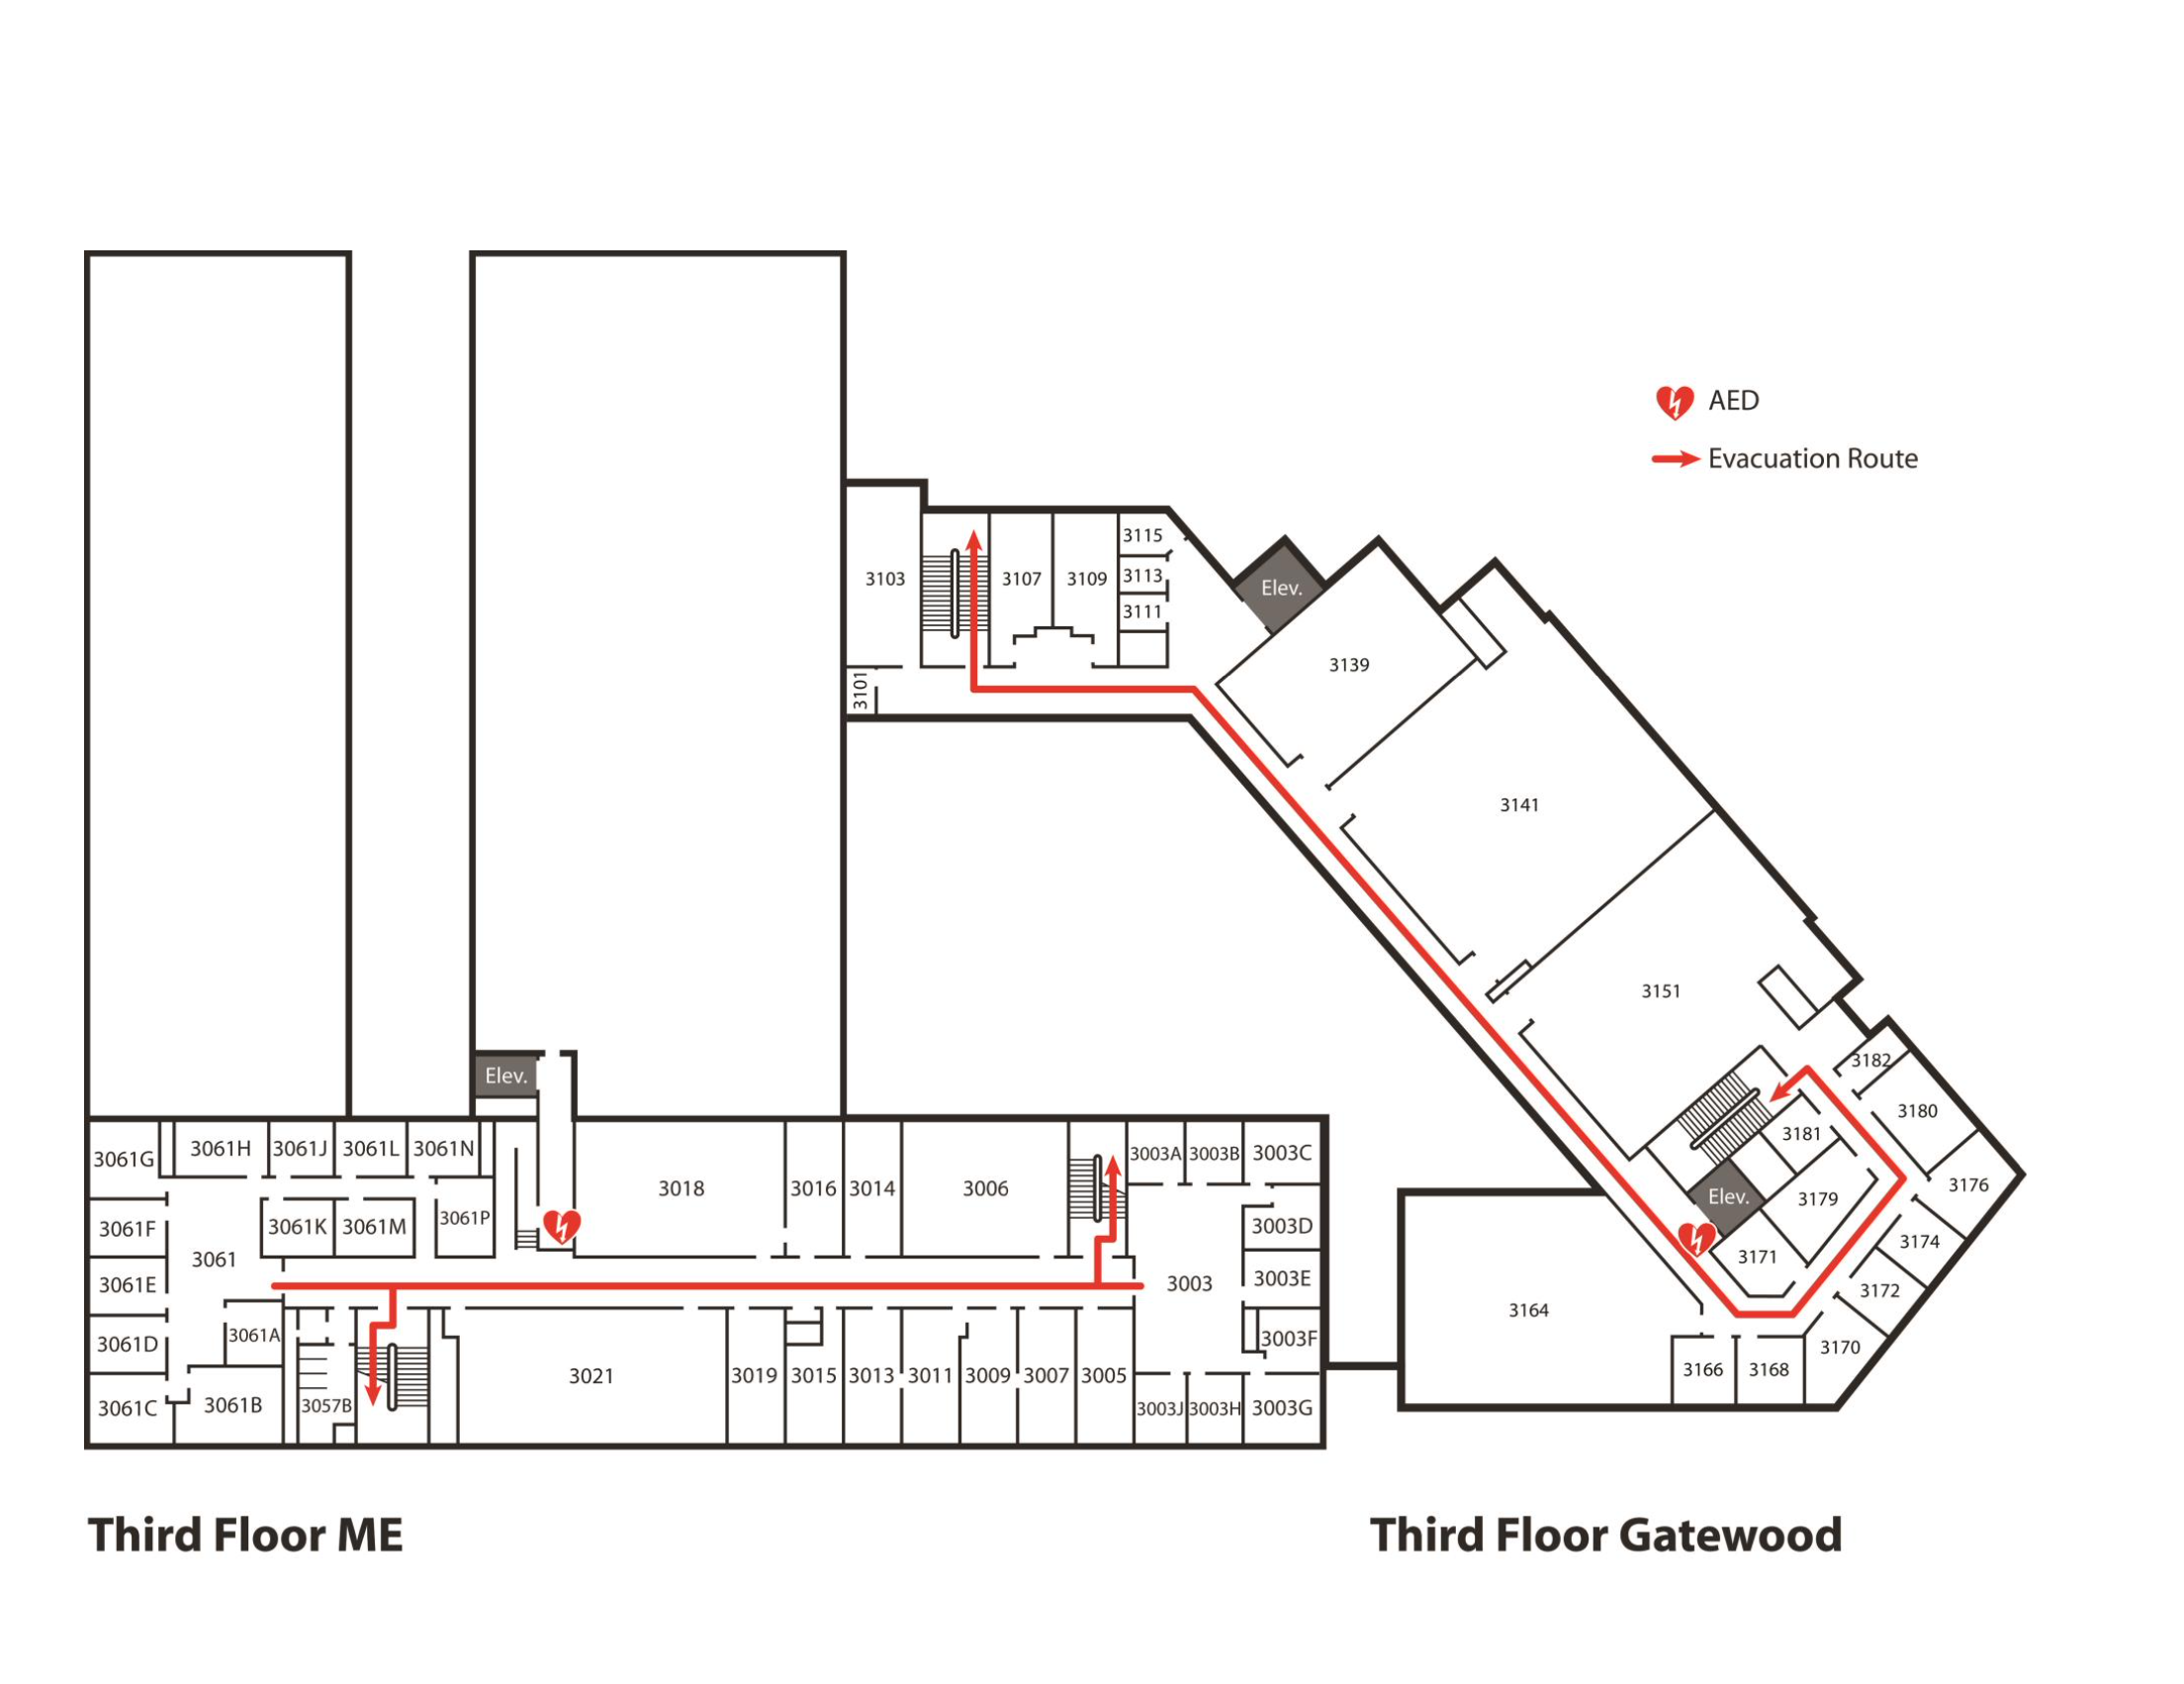 AED
Evacuation Route
3115
3103
3107
3109
3113
Elev.
3111
3139
3101
3141
3151
3182
Elev.
3180
3181
3061G
3061H
3061J
3061L
3061N
3003A
3003B
3003C
3018
3016
3014
3006
3176
Elev.
3179
3061F
3061K
3061M
3061P
3003D
3174
3061
3171
3061E
3003
3003E
3172
3164
3061A
3061D
3003F
3170
3021
3019
3015
3013
3011
3009
3007
3005
3166
3168
3061C
3061B
3057B
3003J
3003H
3003G
Third Floor ME
Third Floor Gatewood